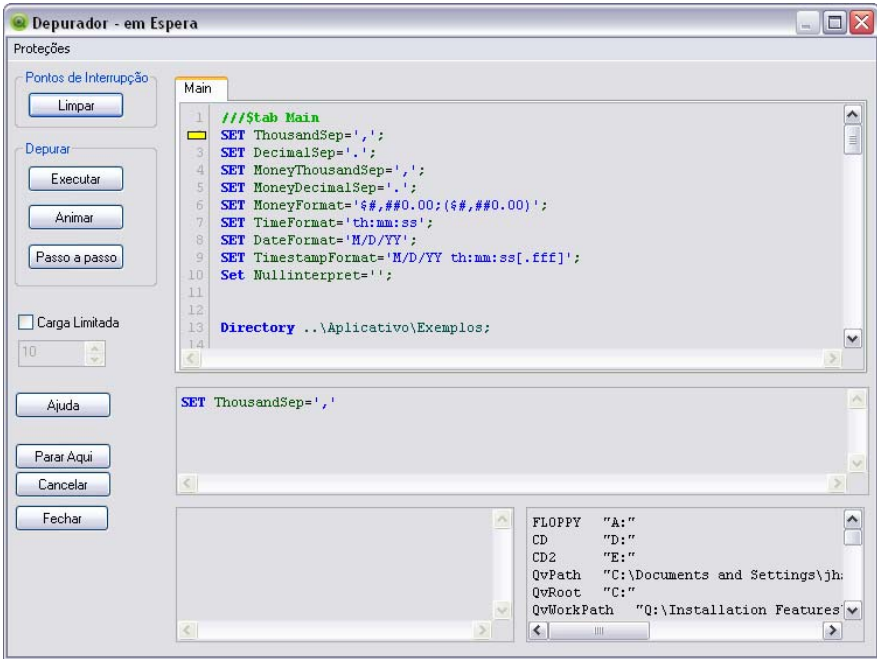 Depurador - em Espera
Proteções
Pontos de Interrupção
Limpar
Depurar
Executar
Animar
Passo a passo
Carga Limitada
10
Ajuda
Parar Aqui
Cancelar
Fechar
Main
1 ///$tab Main
SET ThousandSep=',';
3 SET DecimalSep='.';
4 SET MoneyThousandSep=',';
5 SET MoneyDecimalSep='.';
6 SET MoneyFormat='$#,##0.00;($#,##0.00)';
7 SET TimeFormat='th:mm:ss';
8 SET DateFormat='M/D/YY';
9 SET TimestampFormat='M/D/YY th:mm:ss[.fff]';
10 Set Nullinterpret='';
11
12
13 Directory ..\Aplicativo\Exemplos;
14
SET ThousandSep=','
FLOPPY "A:"
CD "D:"
CD2 "E:"
QvPath "C:\Documents and Settings\jh
QvRoot "C:"
QvWorkPath "Q:\Installation Features